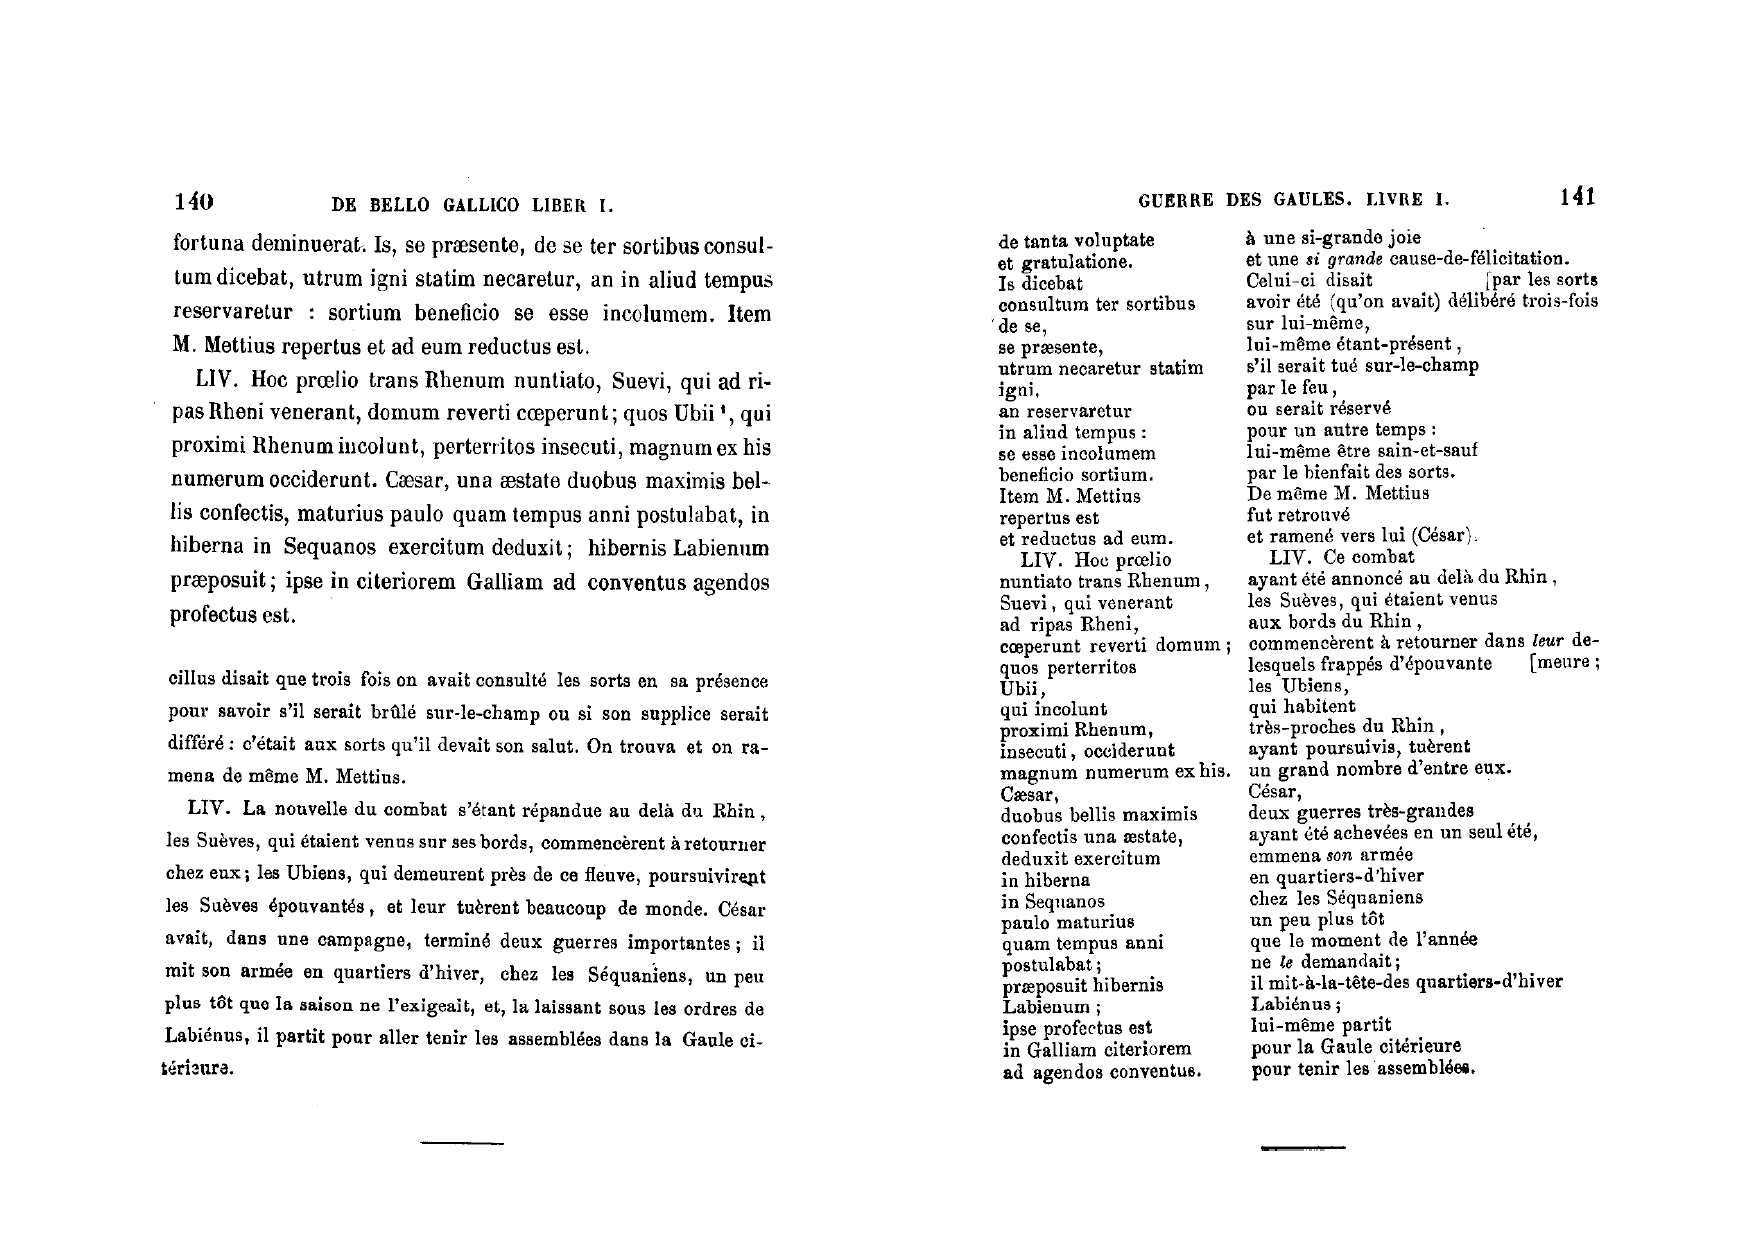 140 DE BELLO GALLICO LIBER I.
fortuna deminuerat. Is, se præsente, de se ter sortibus consul-
tum dicebat, utrum igni statim necaretur, an in aliud tempus
reservaretur : sortium beneficio se esse incolumem. Item
M. Mettius repertus et ad eum reductus est.
LIV. Hoc prœlio trans Rhenum nuntiato, Suevi, qui ad ri-
pas Rheni venerant, domum reverti cœperunt; quos Ubii ¹, qui
proximi Rhenum incolunt, perterritos insecuti, magnum ex his
numerum occiderunt. Cæsar, una æstate duobus maximis bel-
lis confectis, maturius paulo quam tempus anni postulabat, in
hiberna in Sequanos exercitum deduxit; hibernis Labienum
præposuit; ipse in citeriorem Galliam ad conventus agendos
profectus est.
cillus disait que trois fois on avait consulté les sorts en sa présence
pour savoir s'il serait brûlé sur-le-champ ou si son supplice serait
différé : c'était aux sorts qu'il devait son salut. On trouva et on ra-
mena de même M. Mettius.
LIV. La nouvelle du combat s'étant répandue au delà du Rhin,
les Suèves, qui étaient venus sur ses bords, commencèrent à retourner
chez eux; les Ubiens, qui demeurent près de ce fleuve, poursuivirent
les Suèves épouvantés, et leur tuèrent beaucoup de monde. César
avait, dans une campagne, terminé deux guerres importantes; il
mit son armée en quartiers d'hiver, chez les Séquaniens, un peu
plus tôt que la saison ne l'exigeait, et, la laissant sous les ordres de
Labiénus, il partit pour aller tenir les assemblées dans la Gaule ci-
térieure.
GUERRE DES GAULES. LIVRE I. 141
de tanta voluptate
et gratulatione.
Is dicebat
consultum ter sortibus
de se,
se præsente,
utrum necaretur statim
igni,
an reservaretur
in aliud tempus :
se esse incolumem
beneficio sortium.
Item M. Mettius
repertus est
et reductus ad eum.
LIV. Hoc prœlio
nuntiato trans Rhenum,
Suevi, qui venerant
ad ripas Rheni,
cœperunt reverti domum;
quos perterritos
Ubii,
qui incolunt
proximi Rhenum,
insecuti, occiderunt
magnum numerum ex his.
Cæsar,
duobus bellis maximis
confectis una æstate,
deduxit exercitum
in hiberna
in Sequanos
paulo maturius
quam tempus anni
postulabat;
præposuit hibernis
Labienum;
ipse profectus est
in Galliam citeriorem
ad agendos conventus.
à une si-grande joie
et une si grande cause-de-félicitation.
Celui-ci disait [par les sorts
avoir été (qu'on avait) délibéré trois-fois
sur lui-même,
lui-même étant-présent,
s'il serait tué sur-le-champ
par le feu,
ou serait réservé
pour un autre temps :
lui-même être sain-et-sauf
par le bienfait des sorts.
De même M. Mettius
fut retrouvé
et ramené vers lui (César).
LIV. Ce combat
ayant été annoncé au delà du Rhin,
les Suèves, qui étaient venus
aux bords du Rhin,
commencèrent à retourner dans leur de-
lesquels frappés d'épouvante [meure;
les Ubiens,
qui habitent
très-proches du Rhin,
ayant poursuivis, tuèrent
un grand nombre d'entre eux.
César,
deux guerres très-grandes
ayant été achevées en un seul été,
emmena son armée
en quartiers-d'hiver
chez les Séquaniens
un peu plus tôt
que le moment de l'année
ne le demandait;
il mit-à-la-tête-des quartiers-d'hiver
Labiénus;
lui-même partit
pour la Gaule citérieure
pour tenir les assemblées.